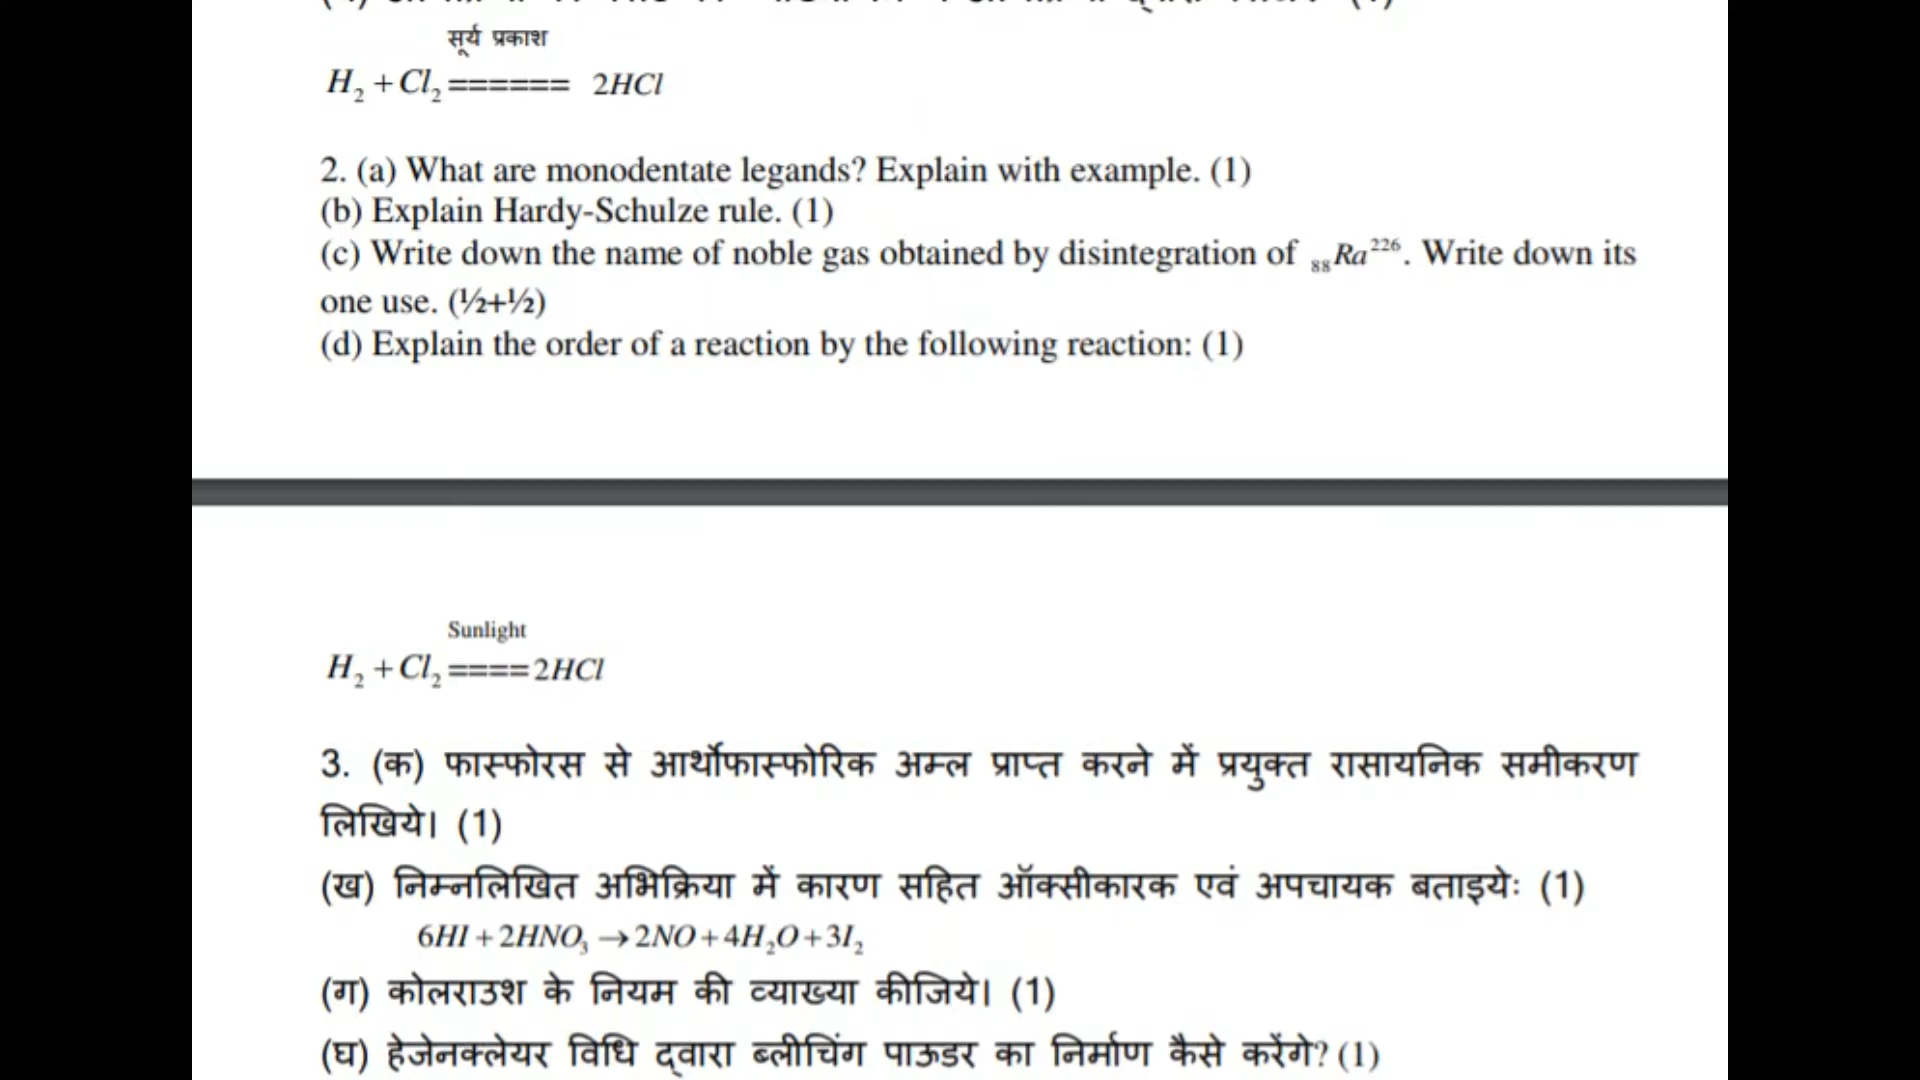 सूर्य प्रकाश
H₂ + Cl₂ ====== 2HCl
2. (a) What are monodentate legands? Explain with example. (1)
(b) Explain Hardy-Schulze rule. (1)
(c) Write down the name of noble gas obtained by disintegration of ₈₈Ra²²⁶. Write down its
one use. (½+½)
(d) Explain the order of a reaction by the following reaction: (1)
Sunlight
H₂ + Cl₂ ====2HCl
3. (क) फास्फोरस से आर्थोफास्फोरिक अम्ल प्राप्त करने में प्रयुक्त रासायनिक समीकरण
लिखिये। (1)
(ख) निम्नलिखित अभिक्रिया में कारण सहित ऑक्सीकारक एवं अपचायक बताइयेः (1)
6HI + 2HNO₃ → 2NO + 4H₂O + 3I₂
(ग) कोलराउश के नियम की व्याख्या कीजिये। (1)
(घ) हेजेनक्लेयर विधि द्वारा ब्लीचिंग पाऊडर का निर्माण कैसे करेंगे? (1)